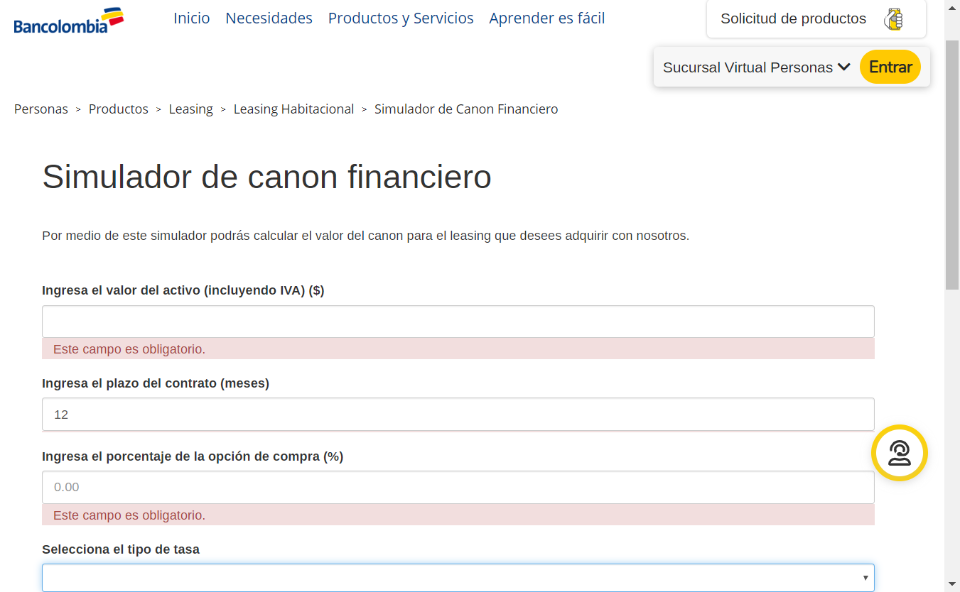 Bancolombia
Inicio Necesidades Productos y Servicios Aprender es fácil
Solicitud de productos
Sucursal Virtual Personas Entrar
Personas > Productos > Leasing > Leasing Habitacional > Simulador de Canon Financiero
Simulador de canon financiero
Por medio de este simulador podrás calcular el valor del canon para el leasing que desees adquirir con nosotros.
Ingresa el valor del activo (incluyendo IVA) ($)
Este campo es obligatorio.
Ingresa el plazo del contrato (meses)
12
Ingresa el porcentaje de la opción de compra (%)
0.00
Este campo es obligatorio.
Selecciona el tipo de tasa